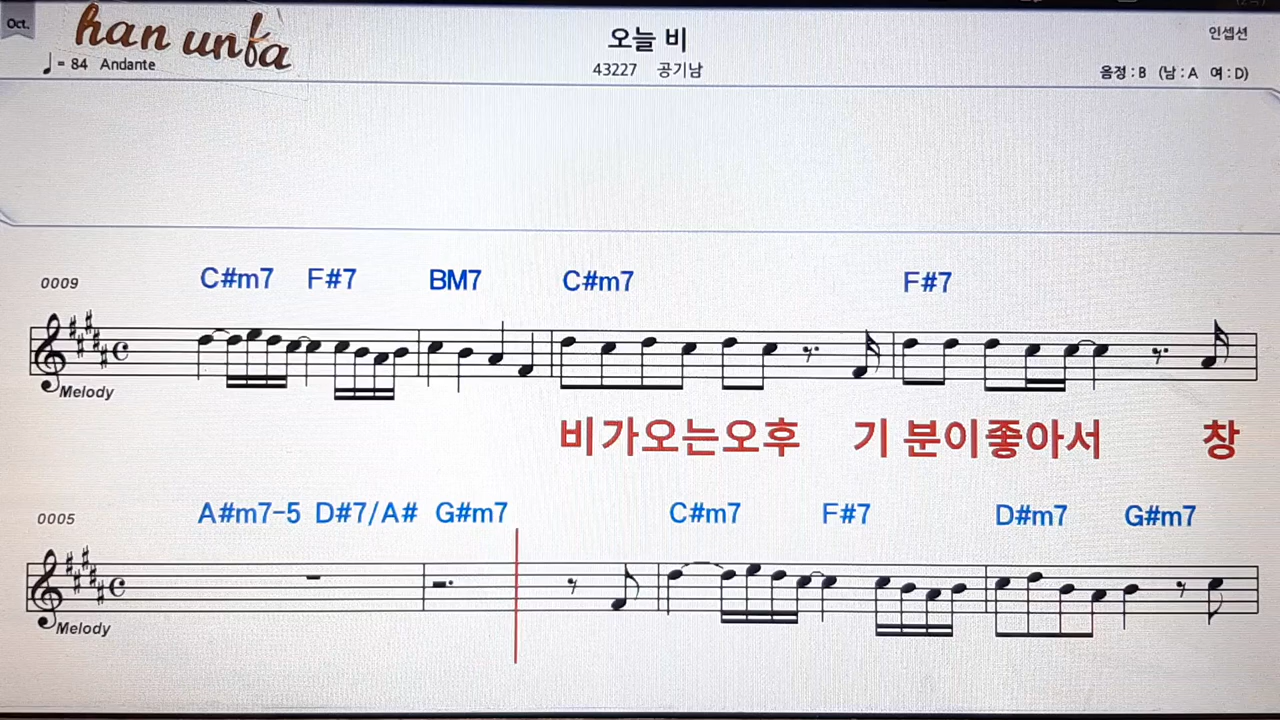 Oct.
han unfa
오늘 비
인셉션
♩= 84 Andante
43227 공기남
음정 : B (남 : A 여 : D)
0009
C#m7 F#7 BM7 C#m7 F#7
Melody
비가오는오후 기 분이좋아서 창
0005
A#m7-5 D#7/A# G#m7 C#m7 F#7 D#m7 G#m7
Melody